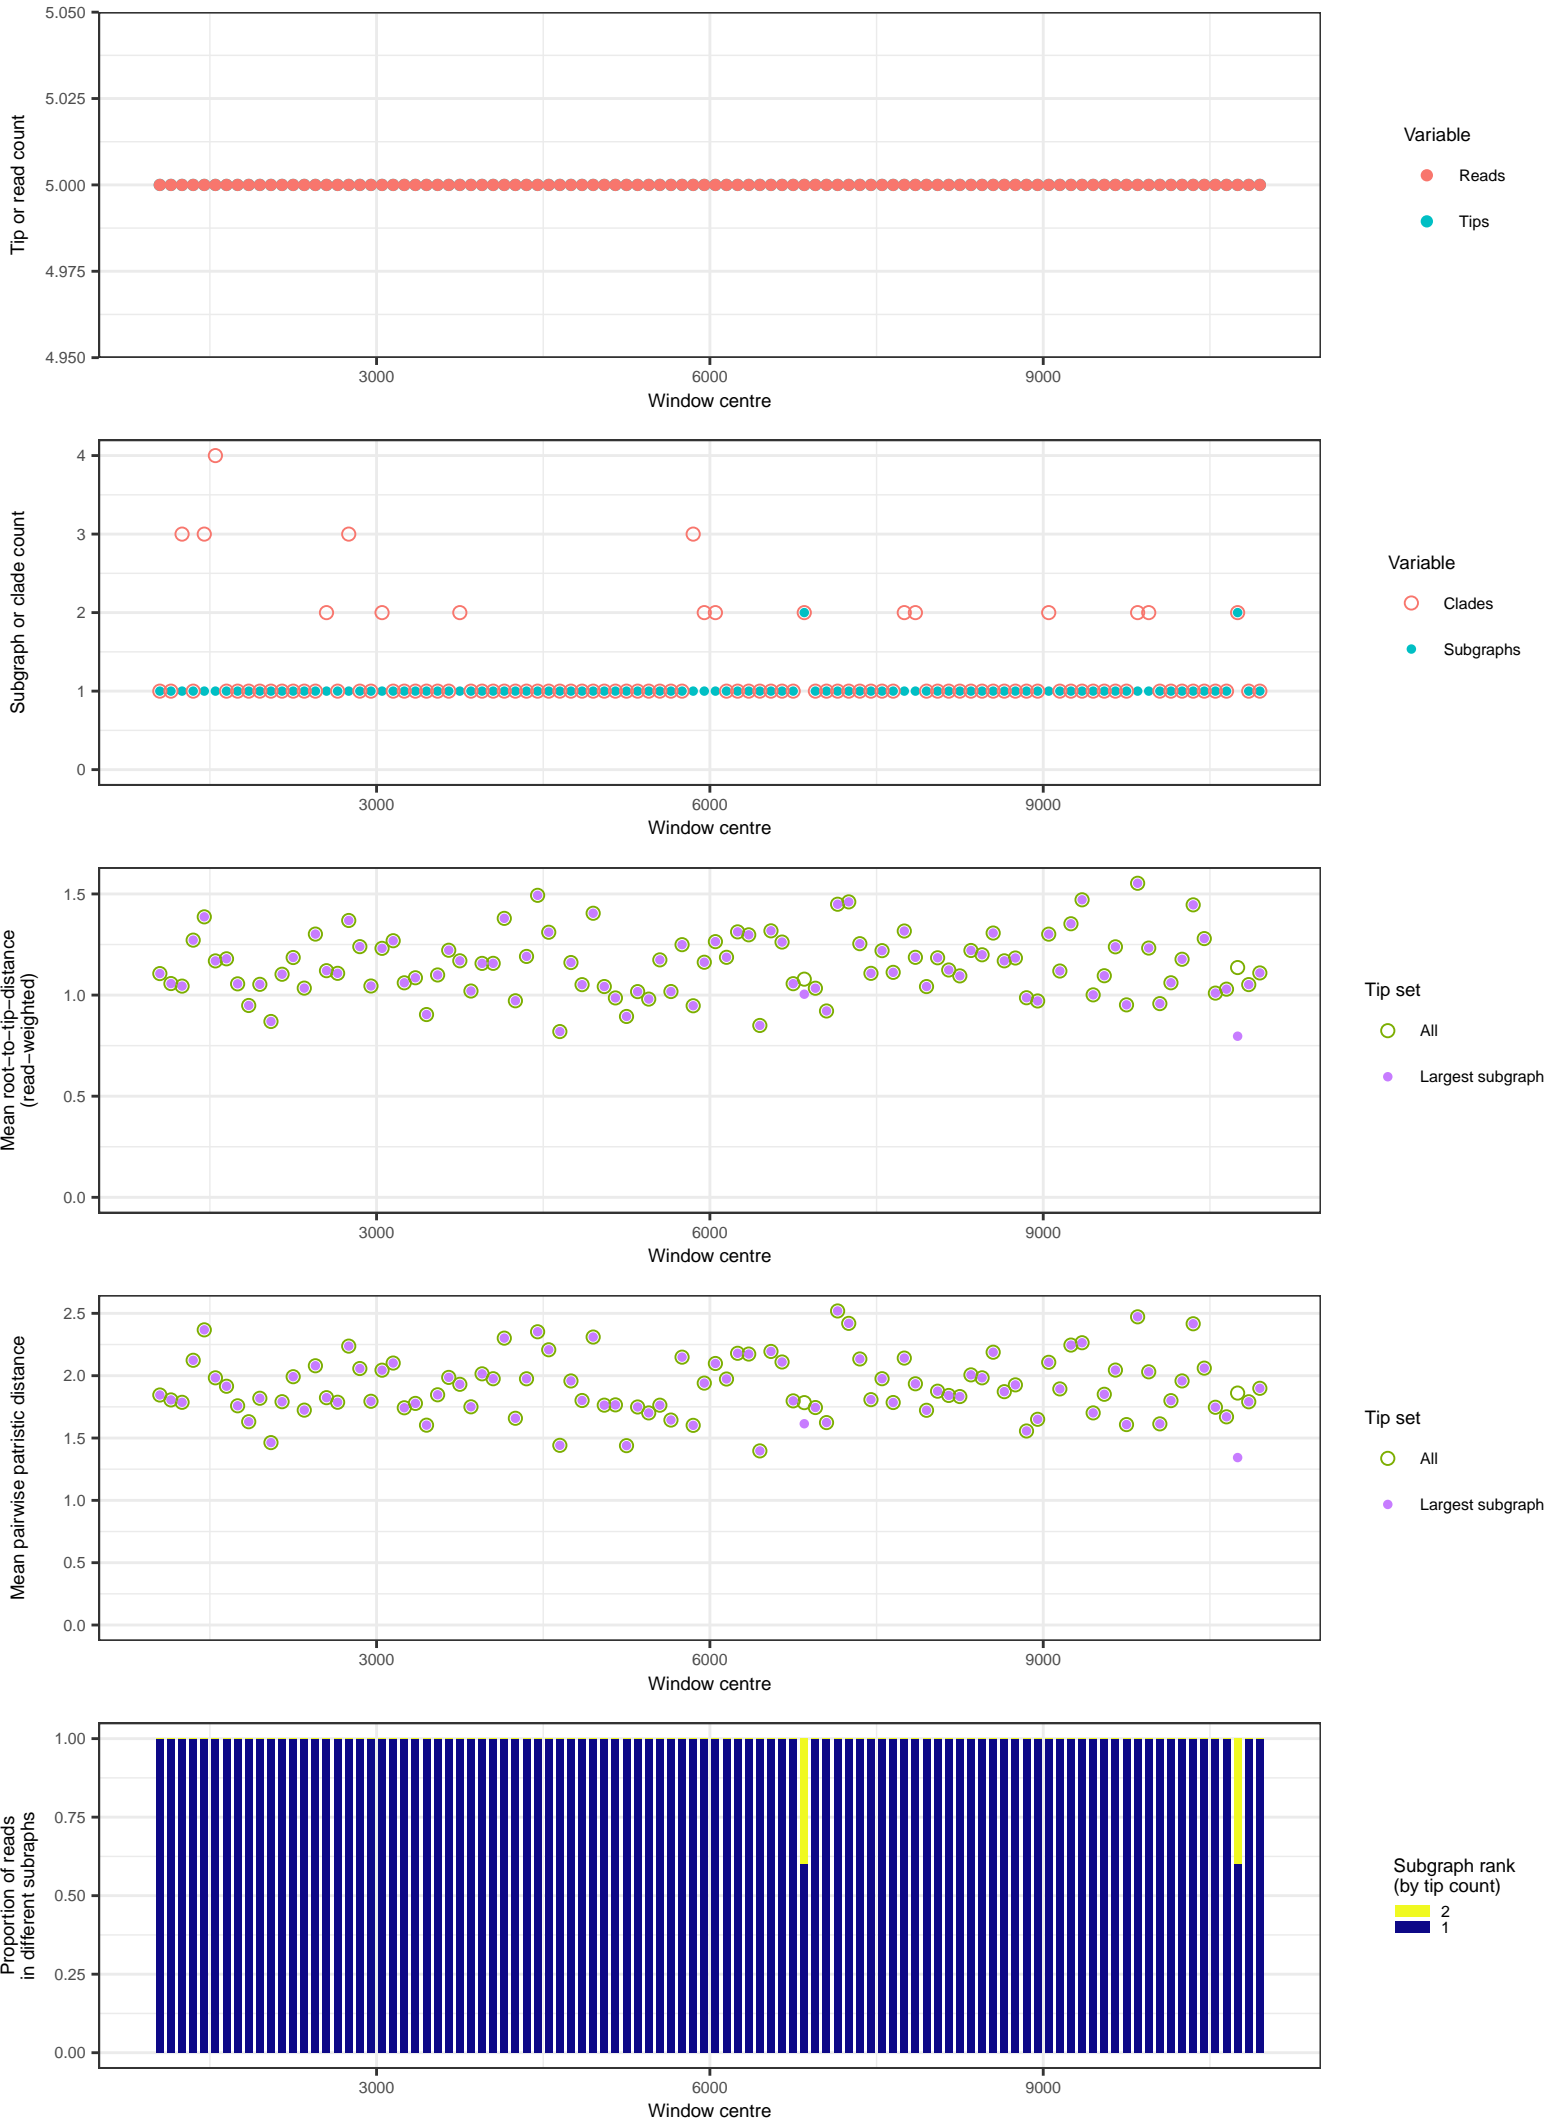 5.050
5.025
5.000
4.975
4.950
Tip or read count
3000
6000
9000
Window centre
Variable
Reads
Tips
4
3
2
1
0
Subgraph or clade count
3000
6000
9000
Window centre
Variable
Clades
Subgraphs
1.5
1.0
0.5
0.0
Mean root−to−tip−distance
(read−weighted)
3000
6000
9000
Window centre
Tip set
All
Largest subgraph
2.5
2.0
1.5
1.0
0.5
0.0
Mean pairwise patristic distance
3000
6000
9000
Window centre
Tip set
All
Largest subgraph
1.00
0.75
0.50
0.25
0.00
Proportion of reads
in different subraphs
3000
6000
9000
Window centre
Subgraph rank
(by tip count)
2
1